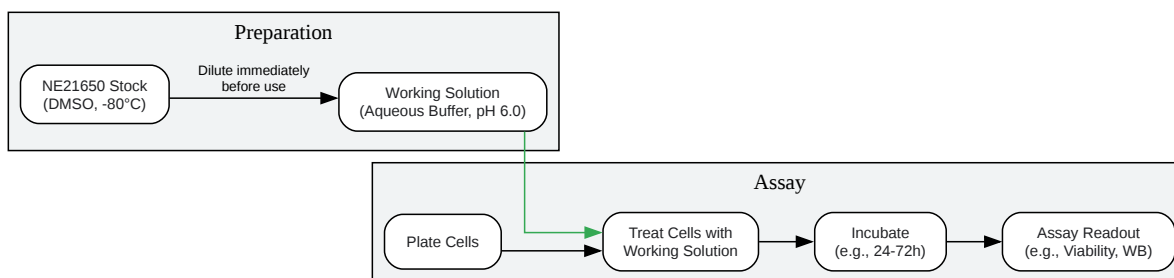 Preparation
NE21650 Stock
(DMSO, -80°C)
Dilute immediately
before use
Working Solution
(Aqueous Buffer, pH 6.0)
Assay
Plate Cells
Treat Cells with
Working Solution
Incubate
(e.g., 24-72h)
Assay Readout
(e.g., Viability, WB)